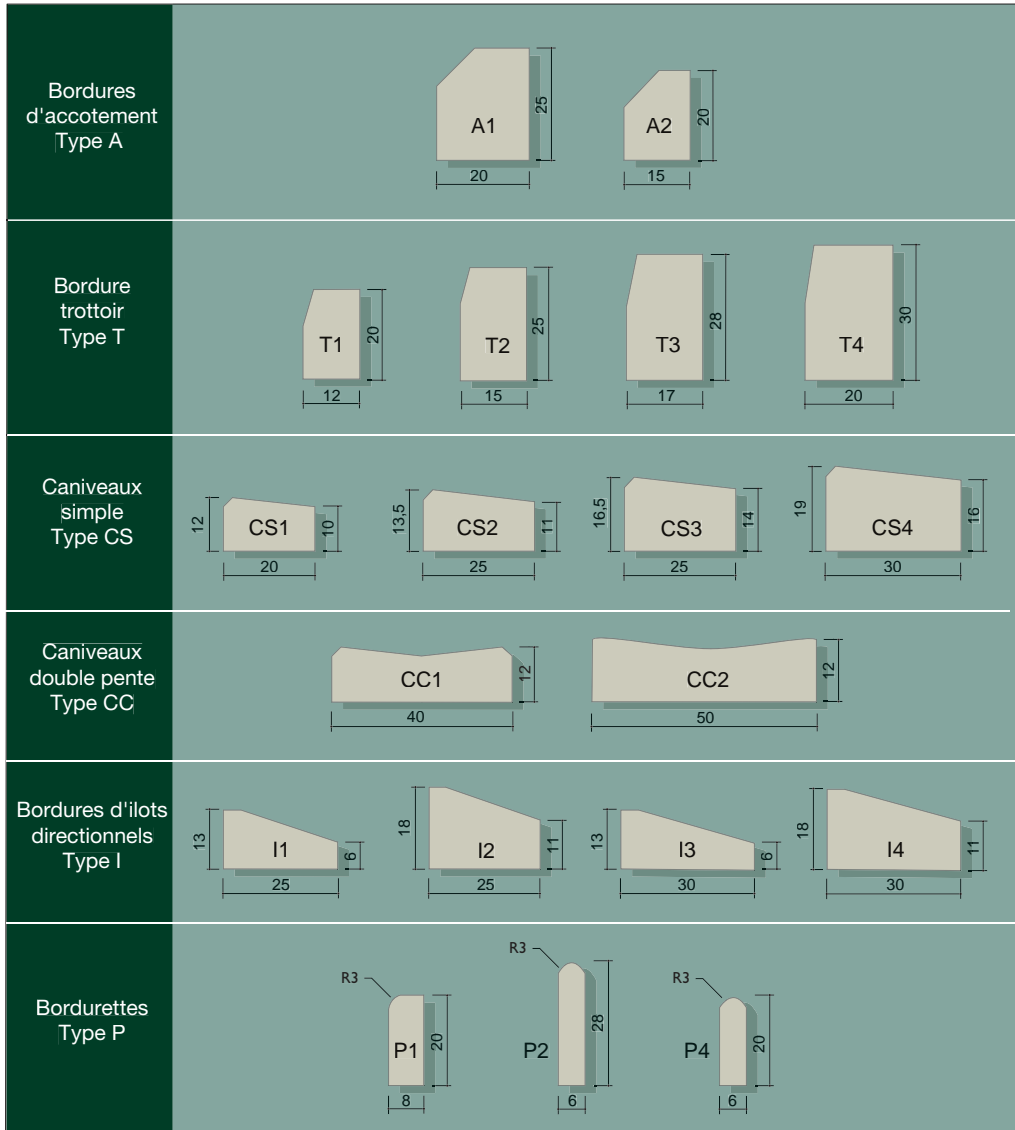 Bordures
d'accotement
Type A
A1
25
20
A2
20
15
Bordure
trottoir
Type T
T1
20
12
T2
25
15
T3
28
17
T4
30
20
Caniveaux
simple
Type CS
12
CS1
10
20
13,5
CS2
11
25
16,5
CS3
14
25
19
CS4
16
30
Caniveaux
double pente
Type CC
CC1
12
40
CC2
12
50
Bordures d'ilots
directionnels
Type I
13
I1
6
25
18
I2
11
25
13
I3
6
30
18
I4
11
30
Bordurettes
Type P
R3
P1
20
8
R3
P2
28
6
R3
P4
20
6